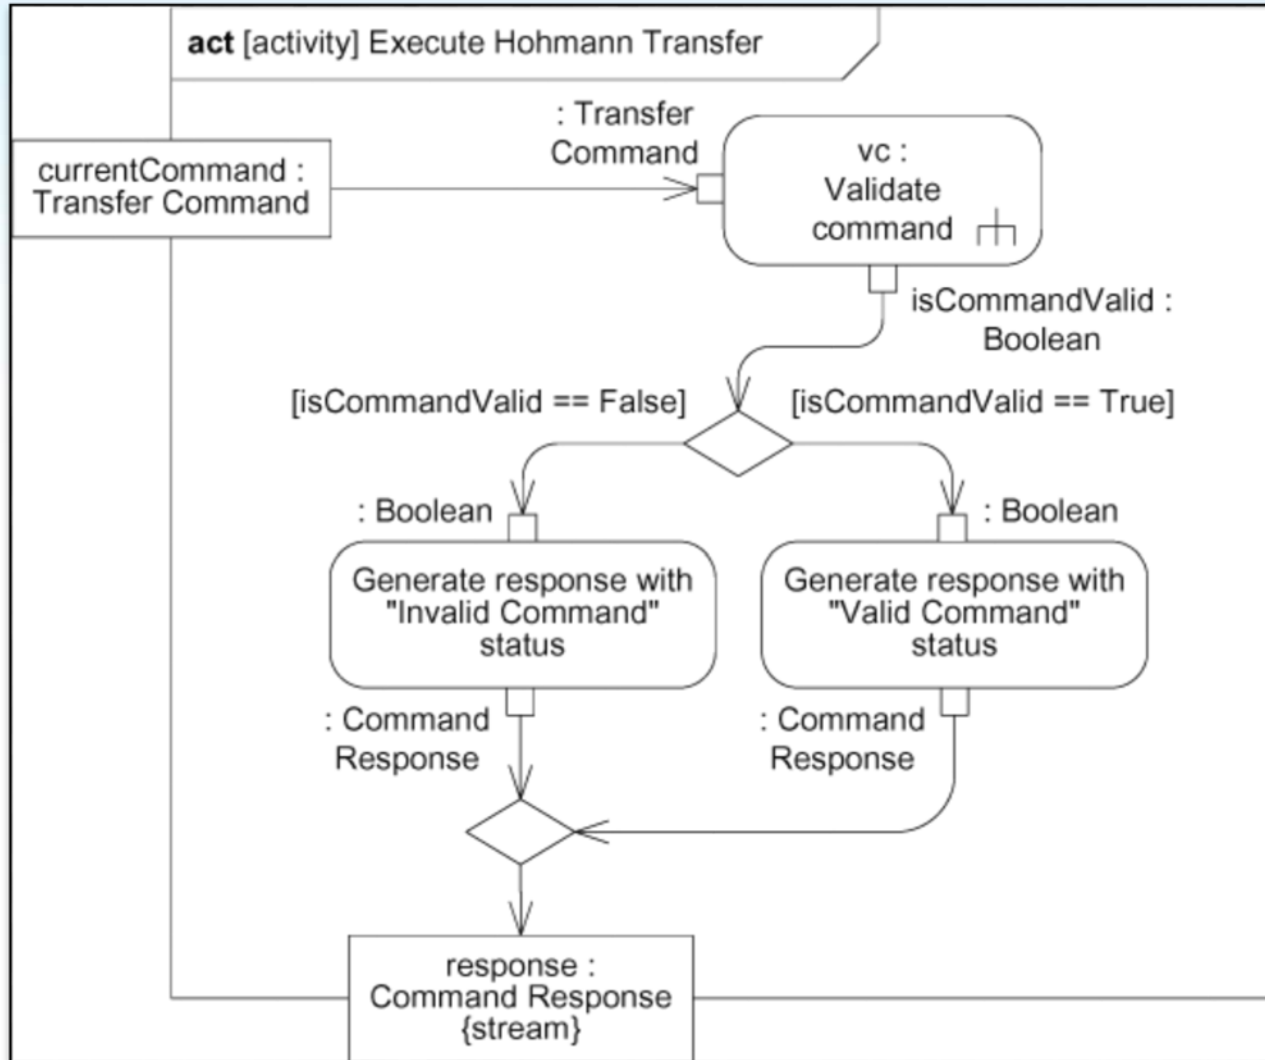 act [activity] Execute Hohmann Transfer
: Transfer
Command
currentCommand :
Transfer Command
vc :
Validate
command
isCommandValid :
Boolean
[isCommandValid == False]
[isCommandValid == True]
: Boolean
: Boolean
Generate response with
"Invalid Command"
status
Generate response with
"Valid Command"
status
: Command
Response
: Command
Response
response :
Command Response
{stream}